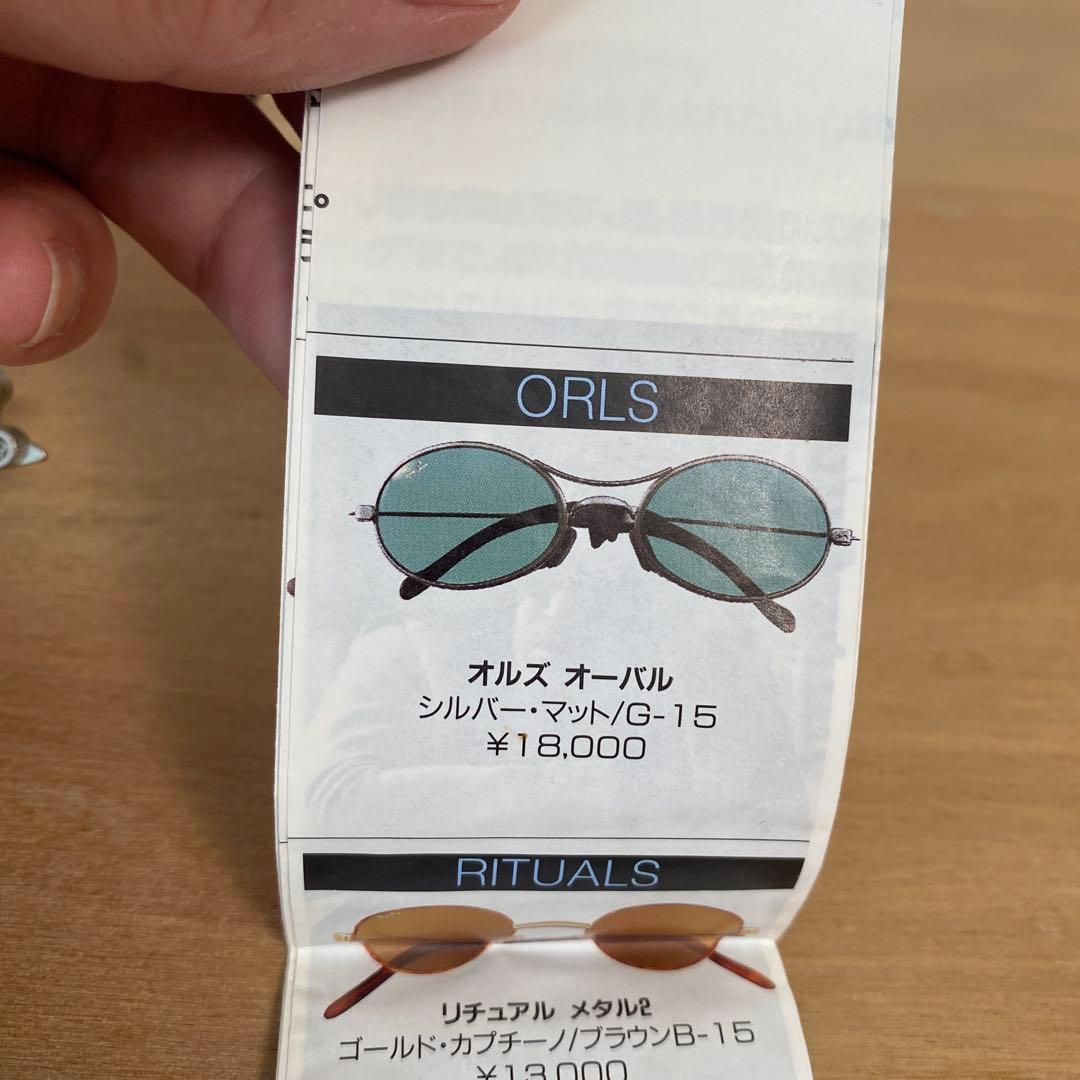 ORLS
オルズ オーバル
シルバー・マット/G-15
¥18,000
RITUALS
リチュアル メタル2
ゴールド・カプチーノ/ブラウンB-15
¥13,000